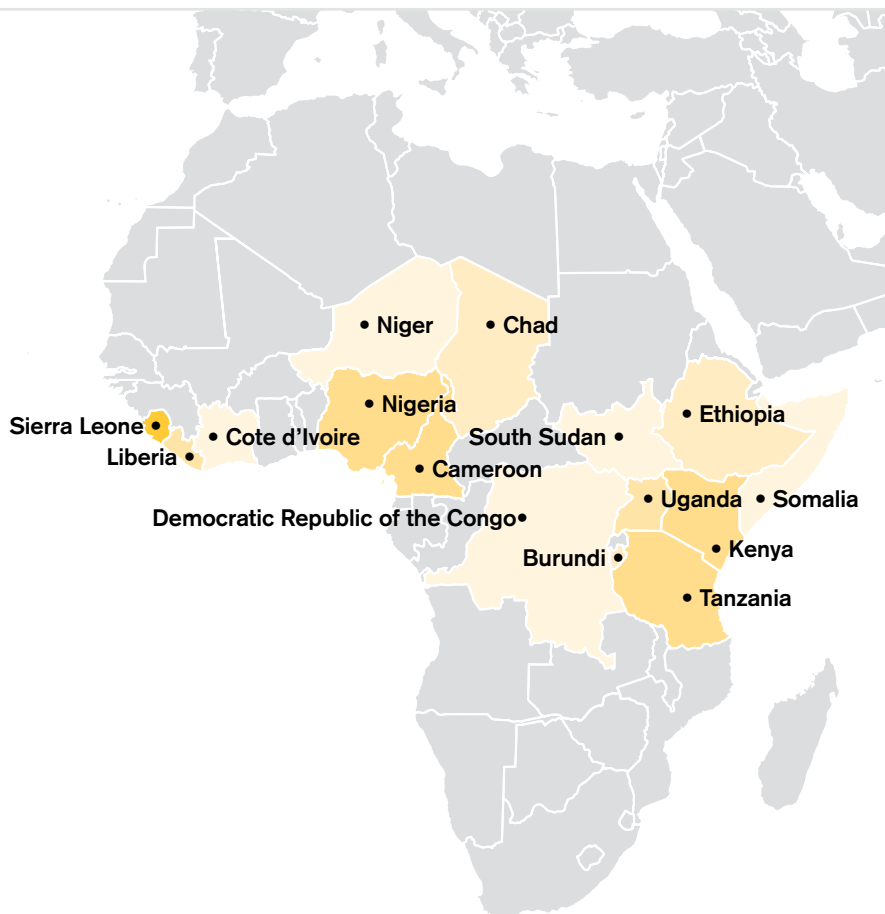 Niger
Chad
Nigeria
Ethiopia
Sierra Leone
Cote d’Ivoire
South Sudan
Liberia
Cameroon
Uganda
Somalia
Democratic Republic of the Congo
Kenya
Burundi
Tanzania